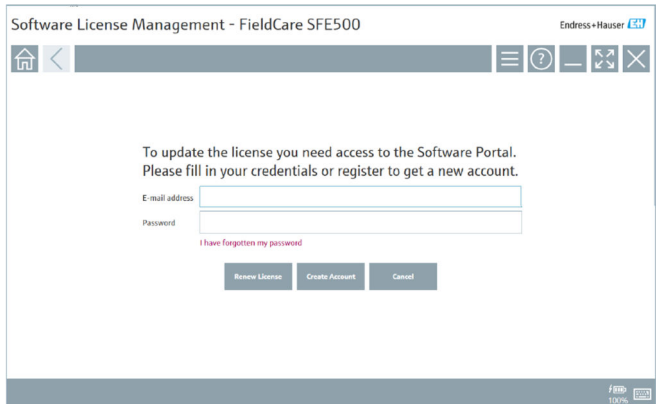 Software License Management - FieldCare SFE500
Endress+Hauser EH
?
To update the license you need access to the Software Portal.
Please fill in your credentials or register to get a new account.
E-mail address
Password
I have forgotten my password
Renew License Create Account Cancel
100%